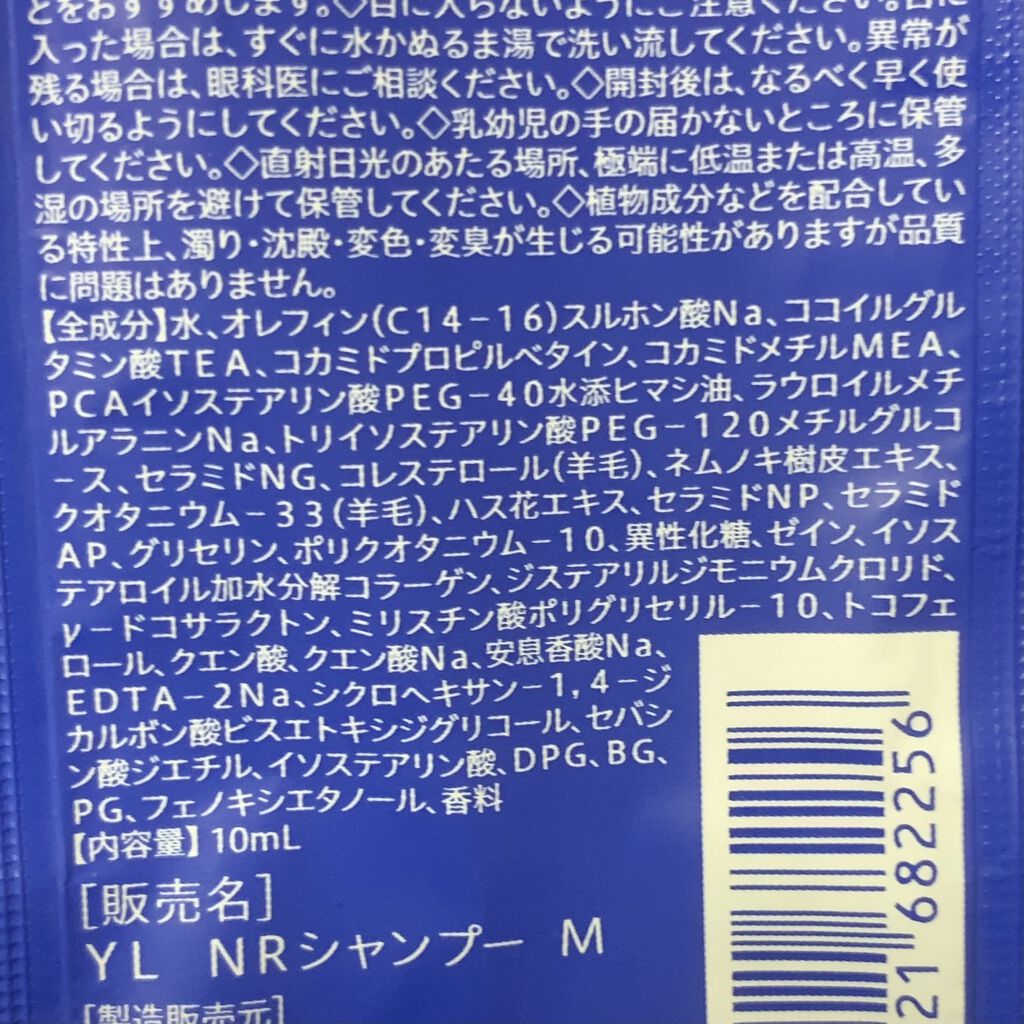 とをおすすめします。◇目に入らないようにご注意ください。目に
入った場合は、すぐに水かぬるま湯で洗い流してください。異常が
残る場合は、眼科医にご相談ください。◇開封後は、なるべく早く使
い切るようにしてください。◇乳幼児の手の届かないところに保管
してください。◇直射日光のあたる場所、極端に低温または高温、多
湿の場所を避けて保管してください。◇植物成分などを配合してい
る特性上、濁り・沈殿・変色・変臭が生じる可能性がありますが品質
に問題はありません。
【全成分】水、オレフィン(C14－16)スルホン酸Na、ココイルグル
タミン酸TEA、コカミドプロピルベタイン、コカミドメチルMEA、
PCAイソステアリン酸PEG－40水添ヒマシ油、ラウロイルメチ
ルアラニンNa、トリイソステアリン酸PEG－120メチルグルコ
ース、セラミドNG、コレステロール(羊毛)、ネムノキ樹皮エキス、
クオタニウム－33(羊毛)、ハス花エキス、セラミドNP、セラミド
AP、グリセリン、ポリクオタニウム－10、異性化糖、ゼイン、イソス
テアロイル加水分解コラーゲン、ジステアリルジモニウムクロリド、
γ－ドコサラクトン、ミリスチン酸ポリグリセリル－10、トコフェ
ロール、クエン酸、クエン酸Na、安息香酸Na、
EDTA－2Na、シクロヘキサン－1,4－ジ
カルボン酸ビスエトキシジグリコール、セバシ
ン酸ジエチル、イソステアリン酸、DPG、BG、
PG、フェノキシエタノール、香料
【内容量】10mL
[販売名]
YL NRシャンプー M
[製造販売元]
21 682256